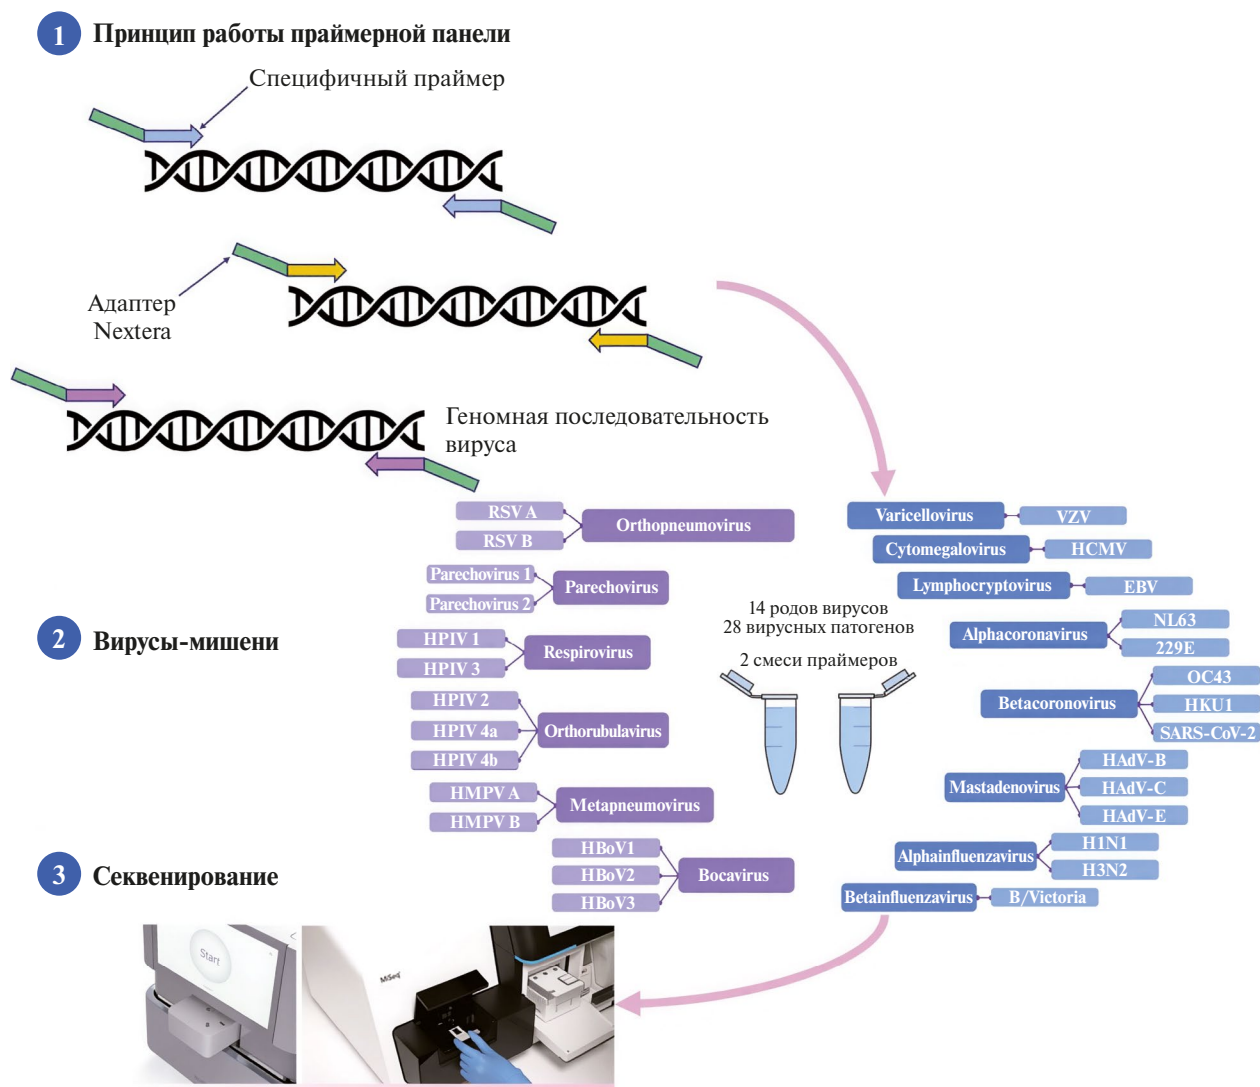 1 Принцип работы праймерной панели
Специфичный праймер
Адаптер
Nextera
Геномная последовательность
вируса
2 Вирусы-мишени
RSV A
RSV B
Orthopneumovirus
Parechovirus 1
Parechovirus 2
Parechovirus
HPIV 1
HPIV 3
Respirovirus
HPIV 2
HPIV 4a
HPIV 4b
Orthorubulavirus
HMPV A
HMPV B
Metapneumovirus
HBoV1
HBoV2
HBoV3
Bocavirus
14 родов вирусов
28 вирусных патогенов
2 смеси праймеров
Varicellovirus
VZV
Cytomegalovirus
HCMV
Lymphocryptovirus
EBV
Alphacoronavirus
NL63
229E
Betacoronovirus
OC43
HKU1
SARS-CoV-2
Mastadenovirus
HAdV-B
HAdV-C
HAdV-E
Alphainfluenzavirus
H1N1
H3N2
Betainfluenzavirus
B/Victoria
3 Секвенирование
Start
MiSeq